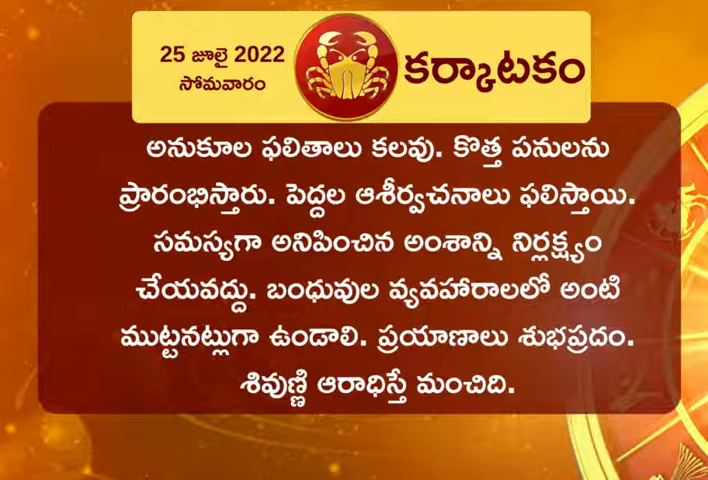 25 జూలై 2022
సోమవారం
కర్కాటకం
అనుకూల ఫలితాలు కలవు. కొత్త పనులను
ప్రారంభిస్తారు. పెద్దల ఆశీర్వచనాలు ఫలిస్తాయి.
సమస్యగా అనిపించిన అంశాన్ని నిర్లక్ష్యం
చేయవద్దు. బంధువుల వ్యవహారాలలో అంటి
ముట్టనట్లుగా ఉండాలి. ప్రయాణాలు శుభప్రదం.
శివుణ్ణి ఆరాధిస్తే మంచిది.